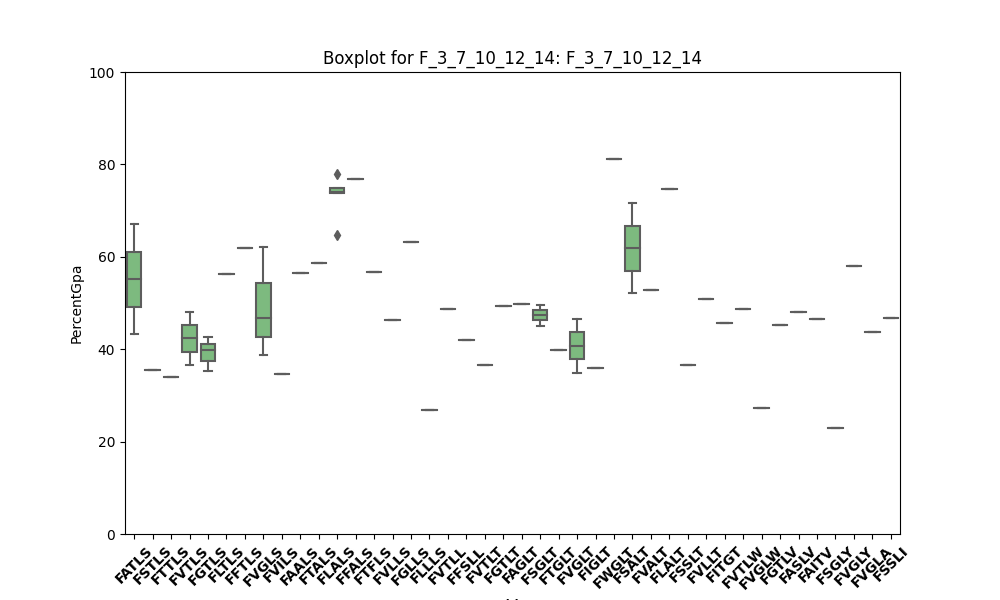 Boxplot for F_3_7_10_12_14: F_3_7_10_12_14
100
80
60
40
20
0
PercentGpa
FATLS FSTLS FTTLS FVTLS FGTLS FLTLS FFTLS FVGLS FVILS FAALS FTALS FLALS FFALS FTFLS FVLLS FGLLS FLLLS FVTLL FFSLL FVTLT FGTLT FAGLT FSGLT FTGLT FVGLT FIGLT FWGLT FSALT FVALT FLALT FSSLT FVLLT FITGT FVTLW FVGLW FGTLV FASLV FAITV FSGLY FVGLY FVGLA FSSLI